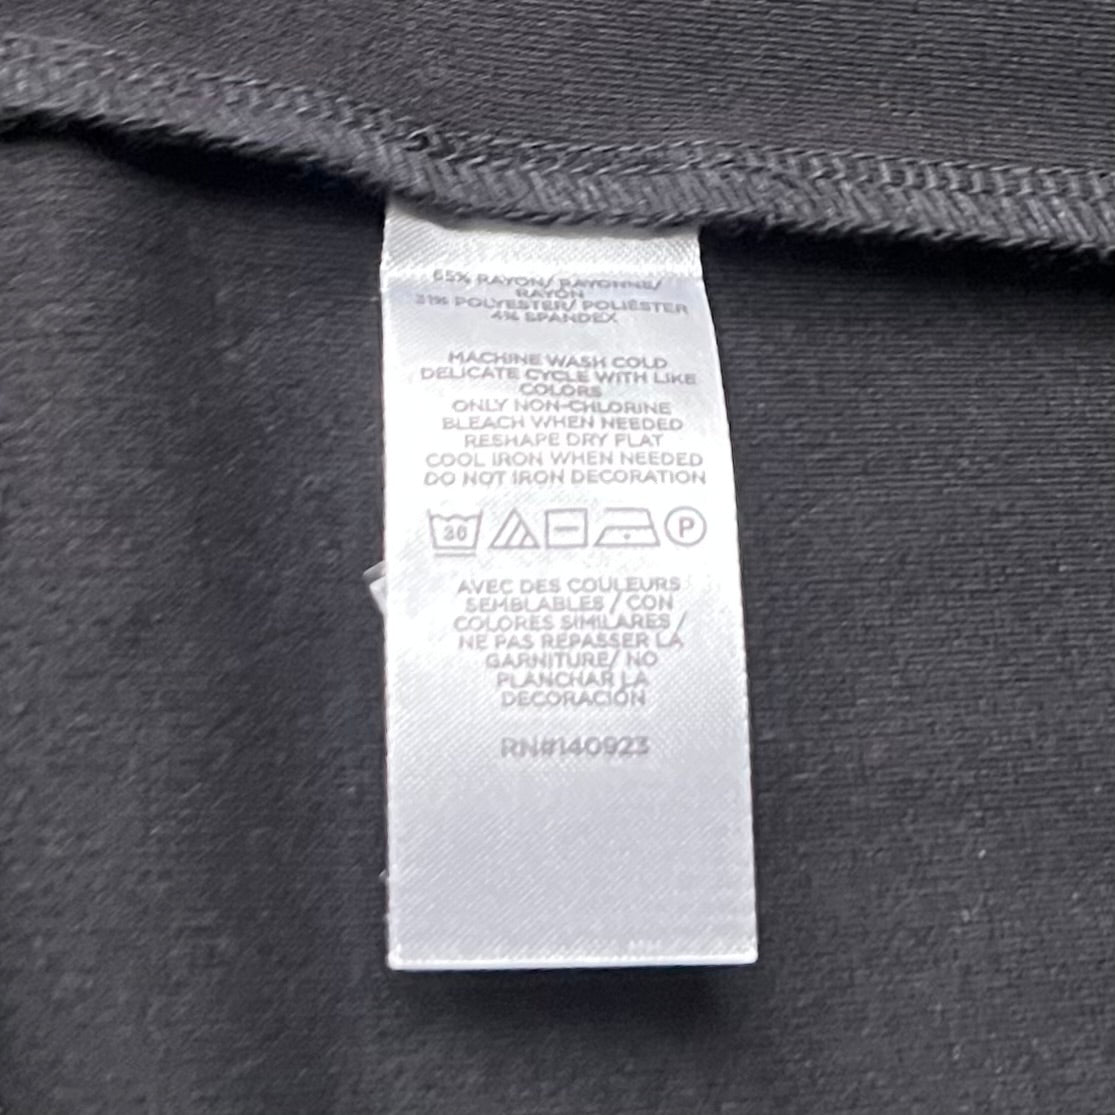 65% RAYON/ RAYONNE/
RAYON
31% POLYESTER/ POLIÉSTER
4% SPANDEX
MACHINE WASH COLD
DELICATE CYCLE WITH LIKE
COLORS
ONLY NON-CHLORINE
BLEACH WHEN NEEDED
RESHAPE DRY FLAT
COOL IRON WHEN NEEDED
DO NOT IRON DECORATION
30 P
AVEC DES COULEURS
SEMBLABLES / CON
COLORES SIMILARES /
NE PAS REPASSER LA
GARNITURE/ NO
PLANCHAR LA
DECORACIÓN
RN#140923